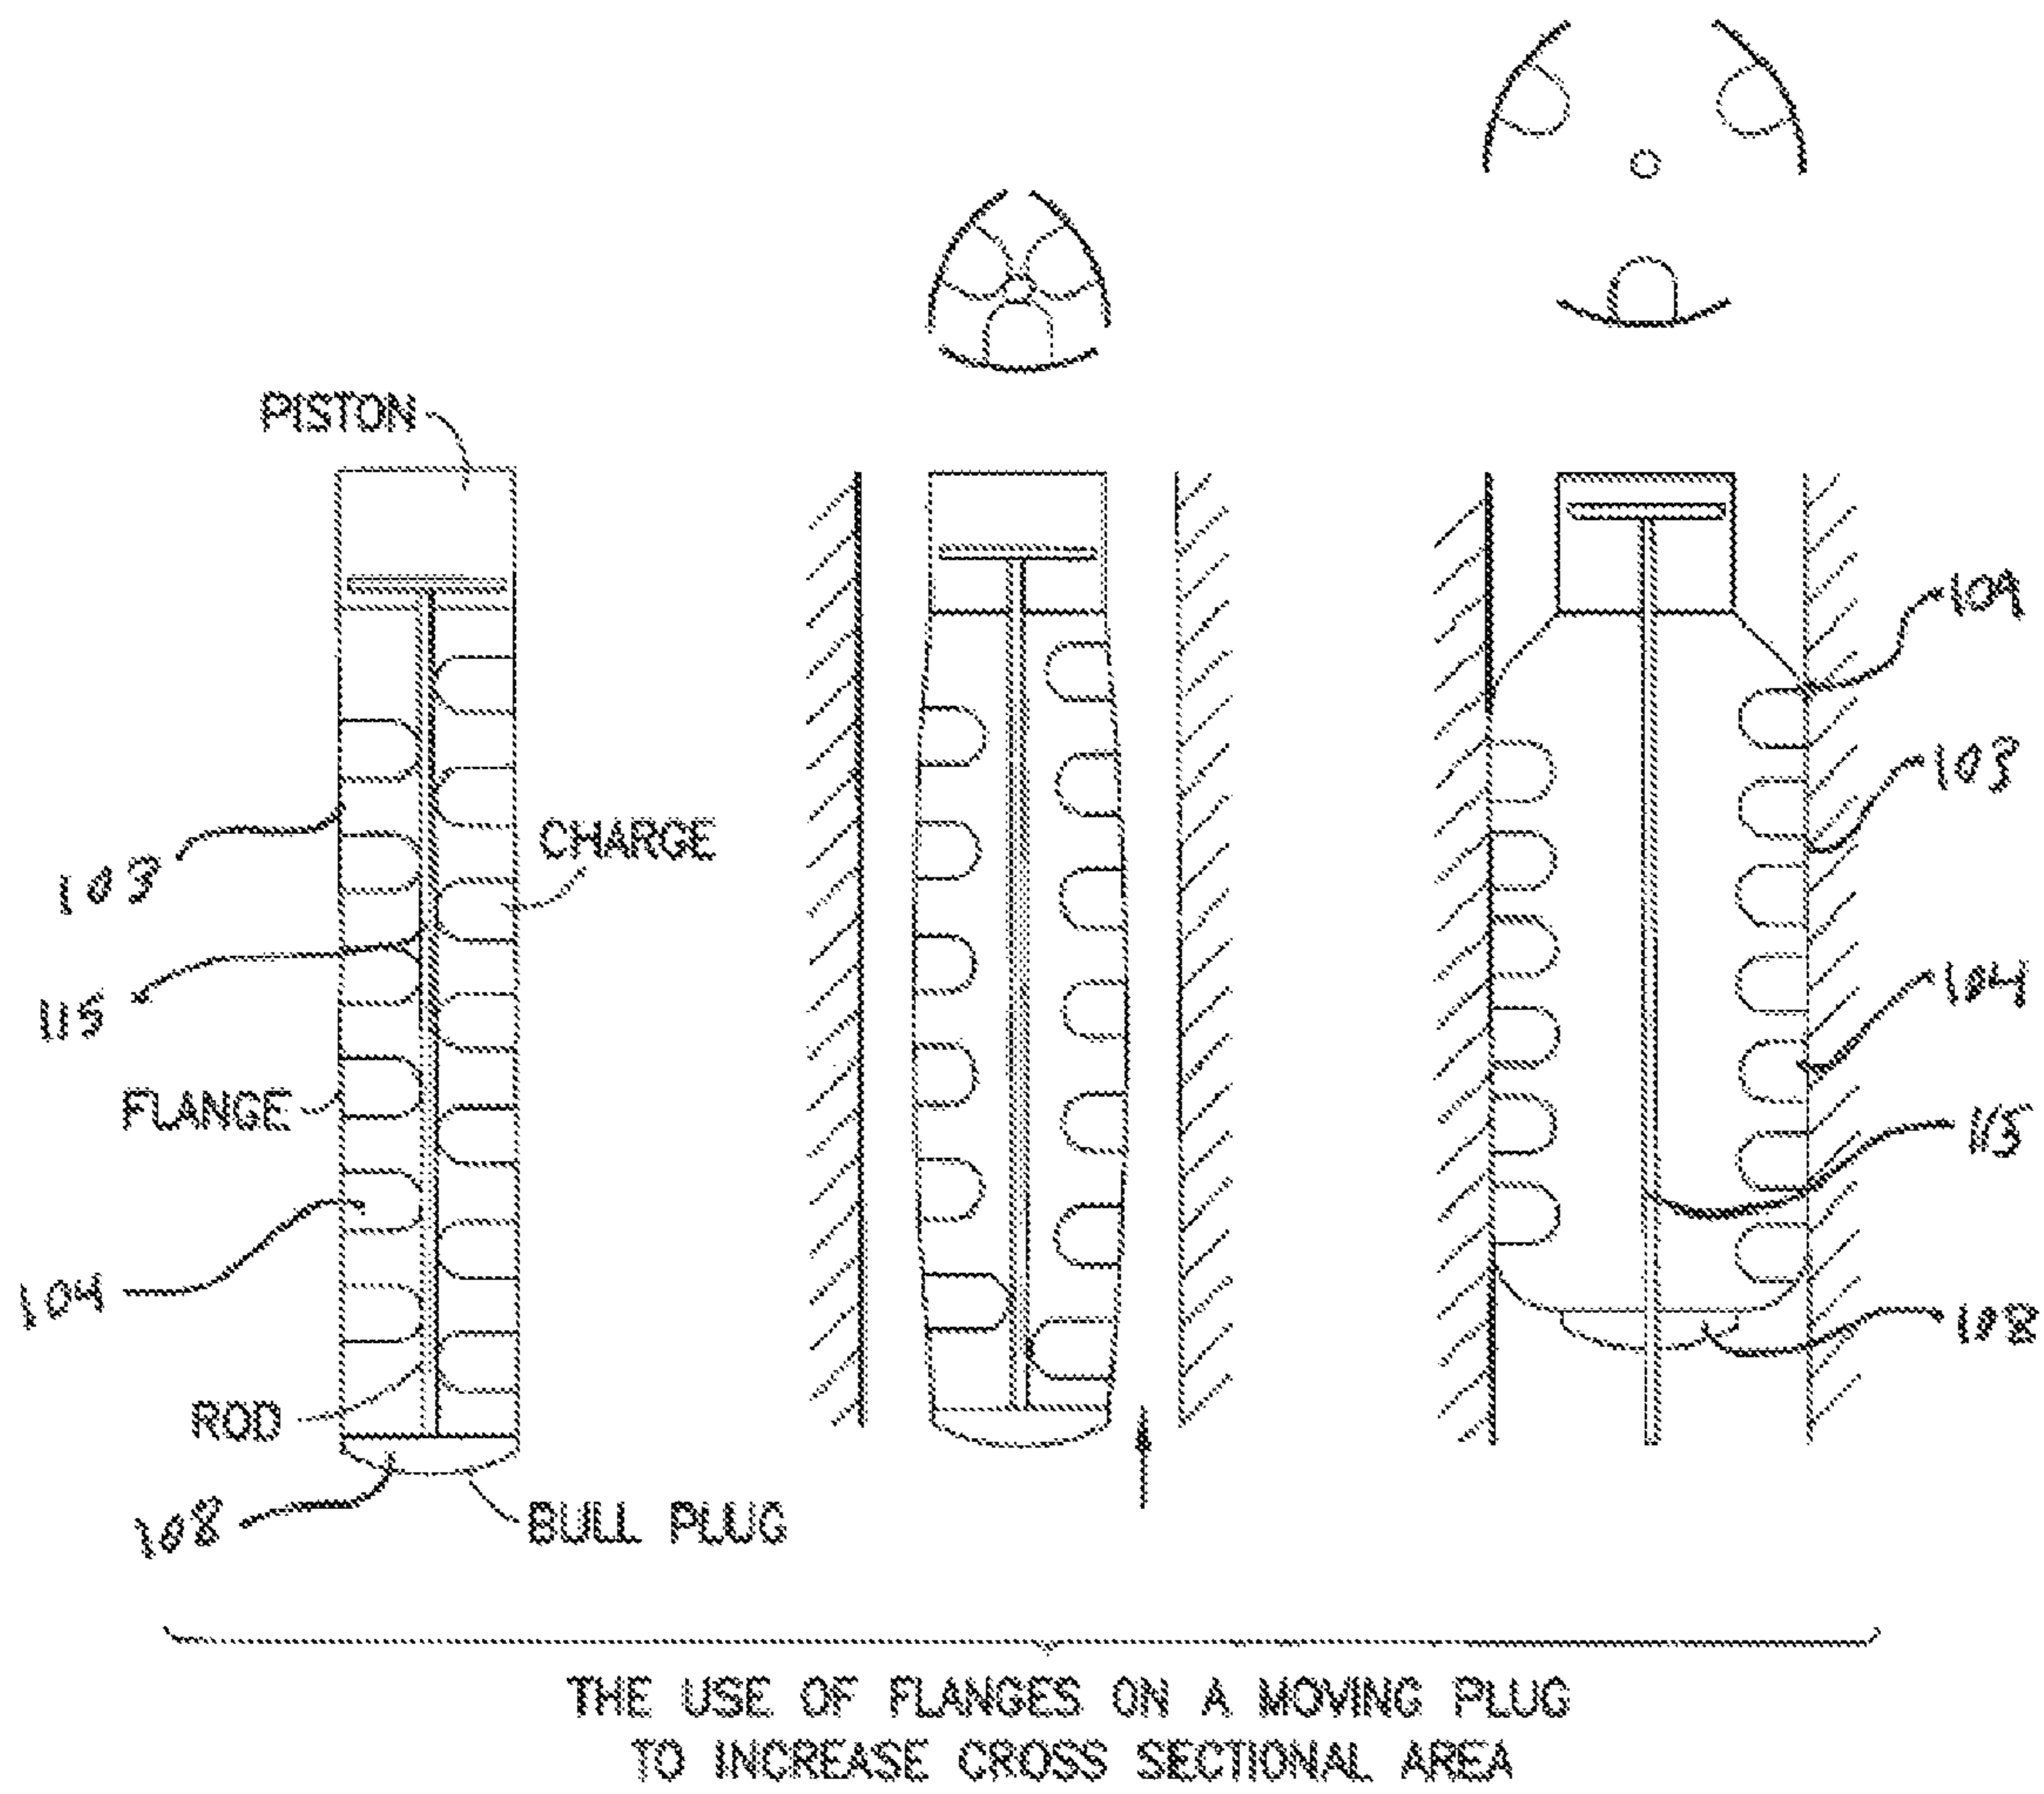 PISTON
109
103
CHARGE
103
104
115
115
FLANGE
104
108
ROD
108
BULL PLUG
THE USE OF FLANGES ON A MOVING PLUG
TO INCREASE CROSS SECTIONAL AREA